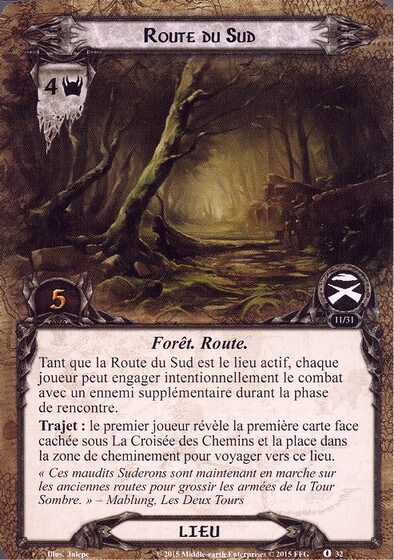 Route du Sud
4
5
11/31
Forêt. Route.
Tant que la Route du Sud est le lieu actif, chaque
joueur peut engager intentionnellement le combat
avec un ennemi supplémentaire durant la phase
de rencontre.
Trajet : le premier joueur révèle la première carte face
cachée sous La Croisée des Chemins et la place dans
la zone de cheminement pour voyager vers ce lieu.
« Ces maudits Suderons sont maintenant en marche sur
les anciennes routes pour grossir les armées de la Tour
Sombre. » – Mablung, Les Deux Tours
LIEU
Illus. Julepe © 2015 Middle-earth Enterprises © 2015 FFG 32